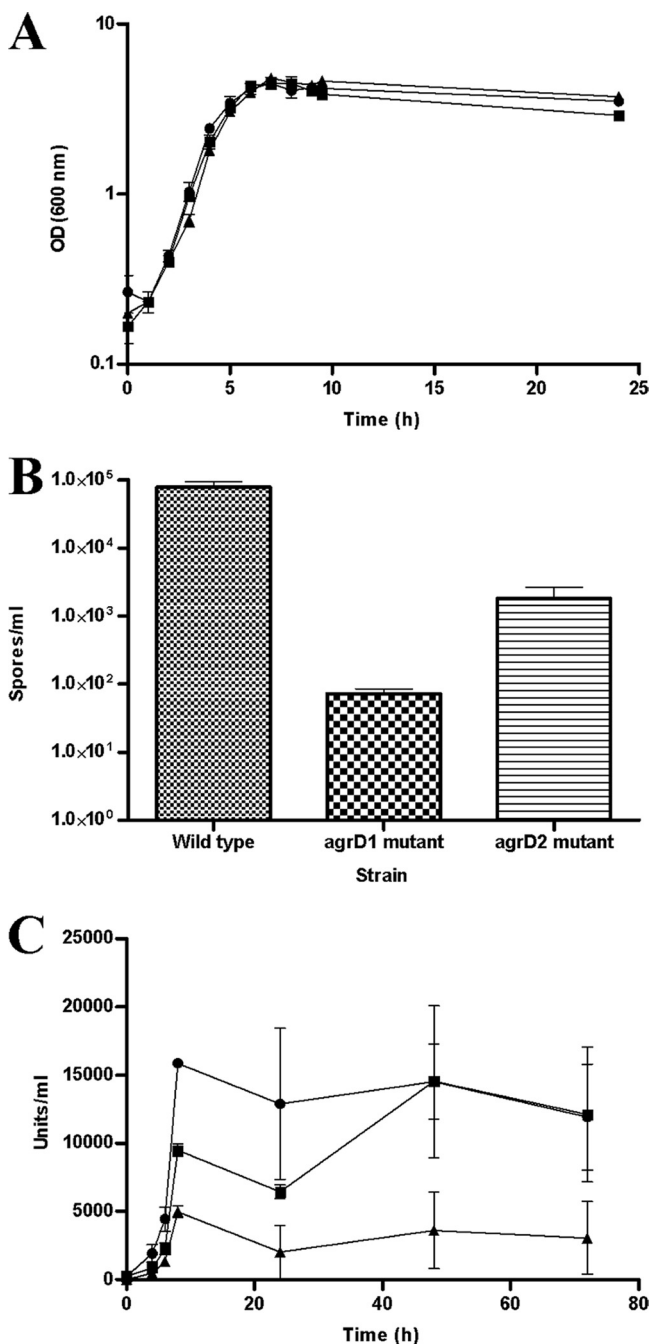 A
10
1
0.1
OD (600 nm)
0 5 10 15 20 25
Time (h)
B
1.0×10⁵
1.0×10⁴
1.0×10³
1.0×10²
1.0×10¹
1.0×10⁰
Spores/ml
Wild type agrD1 mutant agrD2 mutant
Strain
C
25000
20000
15000
10000
5000
0
Units/ml
0 20 40 60 80
Time (h)